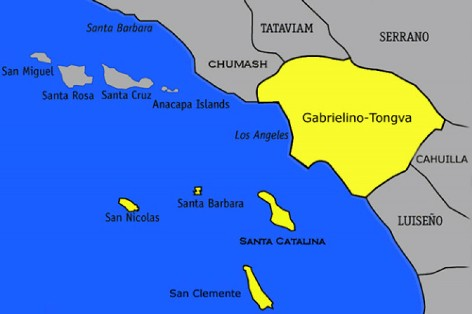 Santa Barbara
TATAVIAM
SERRANO
CHUMASH
San Miguel
Santa Rosa
Santa Cruz
Anacapa Islands
Gabrielino-Tongva
Los Angeles
CAHUILLA
Santa Barbara
San Nicolas
LUISEÑO
SANTA CATALINA
San Clemente